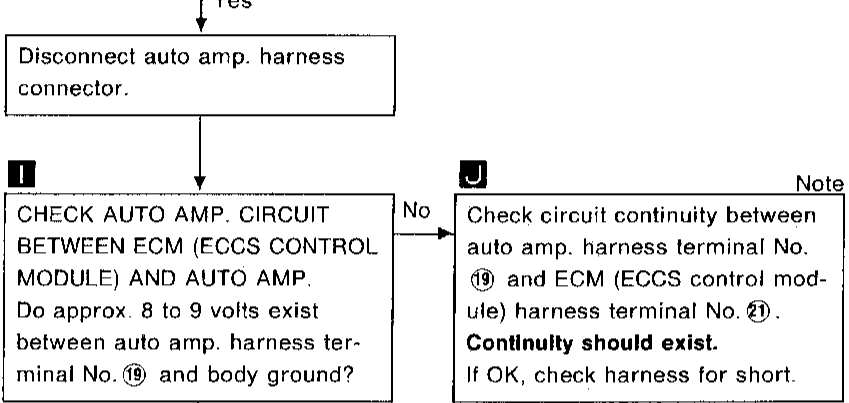 Yes
Disconnect auto amp. harness
connector.
I
CHECK AUTO AMP. CIRCUIT
BETWEEN ECM (ECCS CONTROL
MODULE) AND AUTO AMP.
Do approx. 8 to 9 volts exist
between auto amp. harness ter-
minal No. ⑲ and body ground?
No
J
Note
Check circuit continuity between
auto amp. harness terminal No.
⑲ and ECM (ECCS control mod-
ule) harness terminal No. ㉑.
Continuity should exist.
If OK, check harness for short.